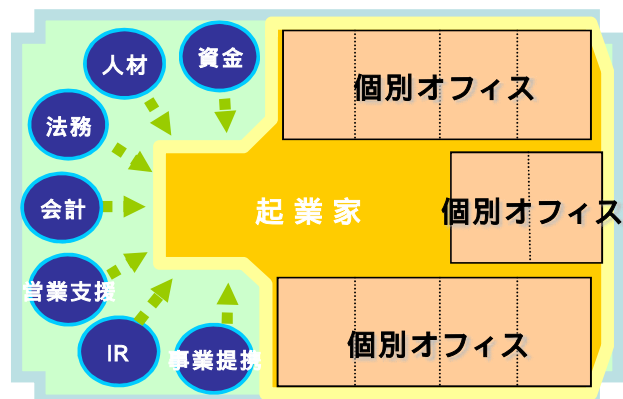 資金
人材
個別オフィス
法務
会計
起業家
個別オフィス
営業支援
IR
事業提携
個別オフィス